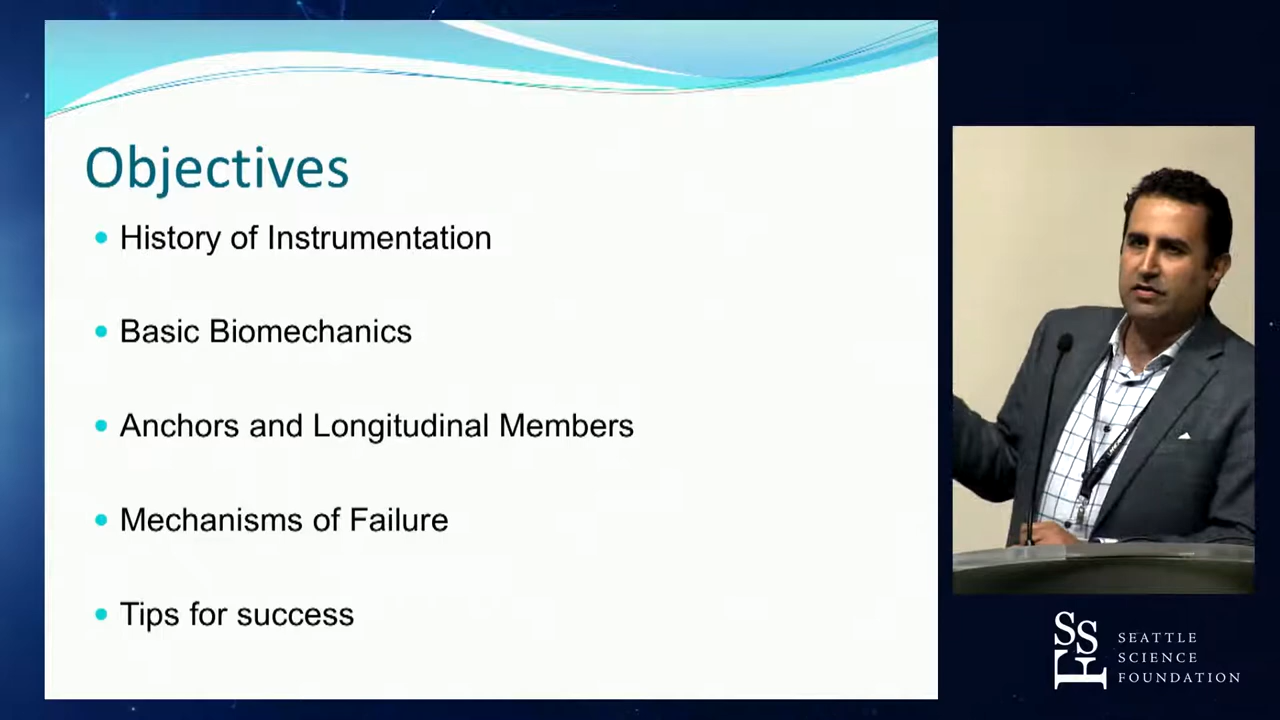 Objectives
History of Instrumentation
Basic Biomechanics
Anchors and Longitudinal Members
Mechanisms of Failure
Tips for success
SSF
SEATTLE
SCIENCE
FOUNDATION